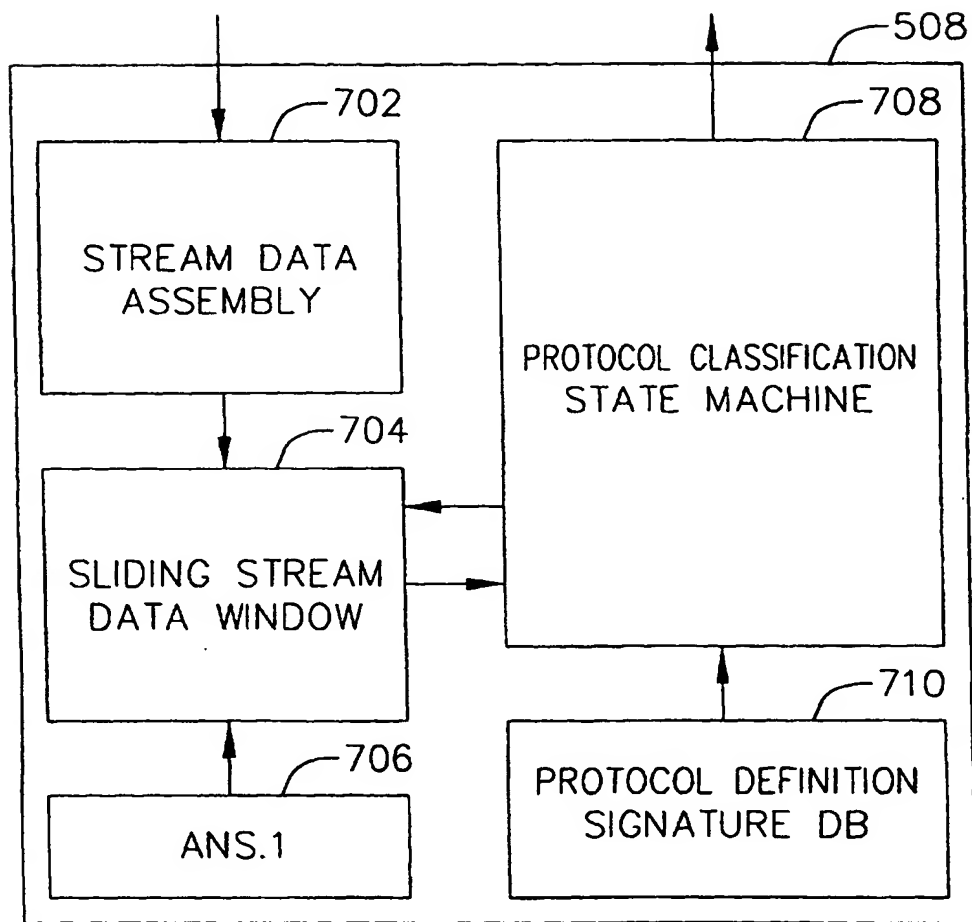 508
702
STREAM DATA
ASSEMBLY
708
PROTOCOL CLASSIFICATION
STATE MACHINE
704
SLIDING STREAM
DATA WINDOW
706
ANS.1
710
PROTOCOL DEFINITION
SIGNATURE DB